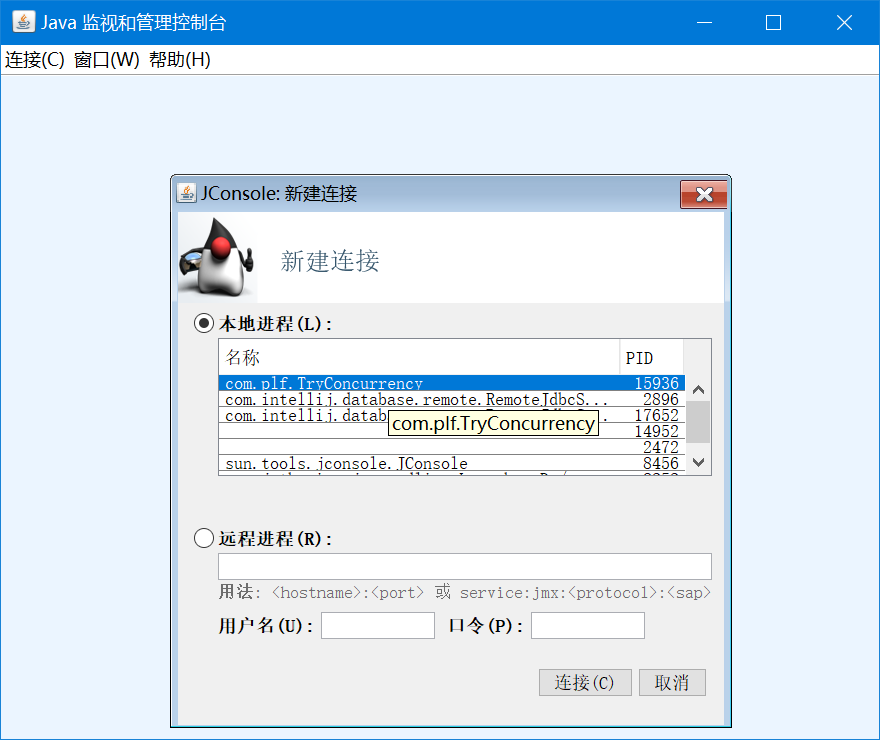 Java 监视和管理控制台
连接(C) 窗口(W) 帮助(H)
JConsole: 新建连接
新建连接
本地进程(L):
名称 PID
com.plf.TryConcurrency 15936
com.intellij.database.remote.RemoteJdbcS... 2896
com.intellij.datab 17652
com.plf.TryConcurrency
14952
2472
sun.tools.jconsole.JConsole 8456
远程进程(R):
用法: <hostname>:<port> 或 service:jmx:<protocol>:<sap>
用户名(U): 口令(P):
连接(C) 取消